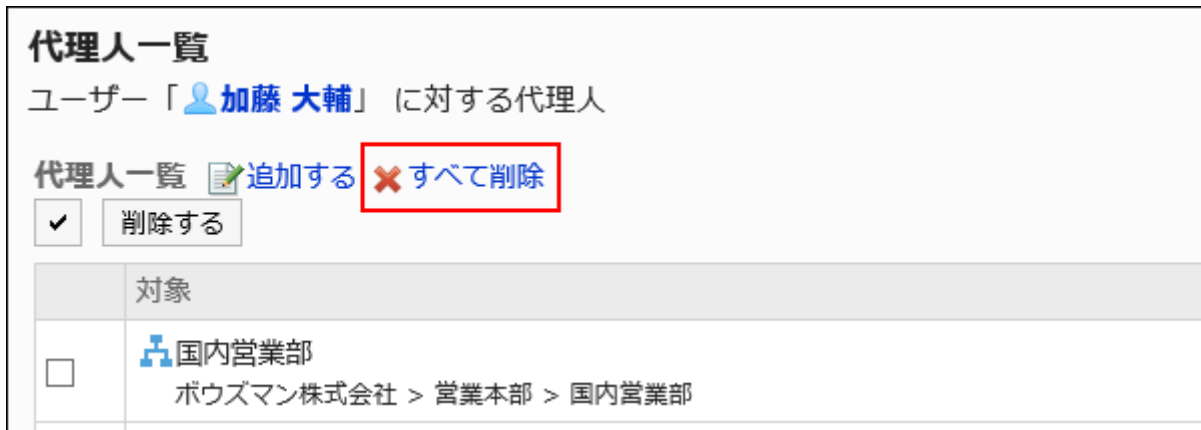 代理人一覧
ユーザー「加藤 大輔」 に対する代理人
代理人一覧 追加する すべて削除
削除する
対象
国内営業部
ボウズマン株式会社 > 営業本部 > 国内営業部